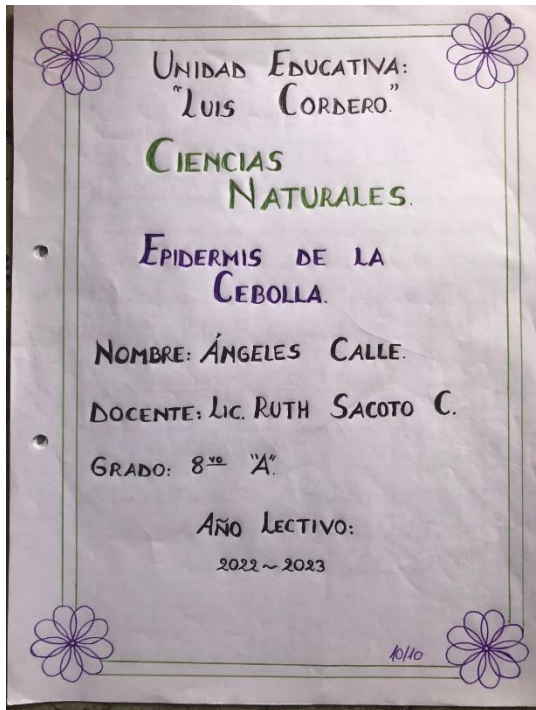 UNIDAD EDUCATIVA:
"LUIS CORDERO."
CIENCIAS
NATURALES.
EPIDERMIS DE LA
CEBOLLA.
NOMBRE: ÁNGELES CALLE.
DOCENTE: LIC. RUTH SACOTO C.
GRADO: 8vo "A".
AÑO LECTIVO:
2022~2023
10/10